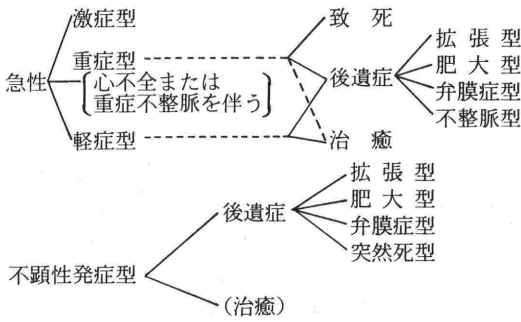 激症型
重症型
急性
心不全または
重症不整脈を伴う
軽症型
致死
後遺症
治癒
拡張型
肥大型
弁膜症型
不整脈型
不顕性発症型
後遺症
(治癒)
拡張型
肥大型
弁膜症型
突然死型